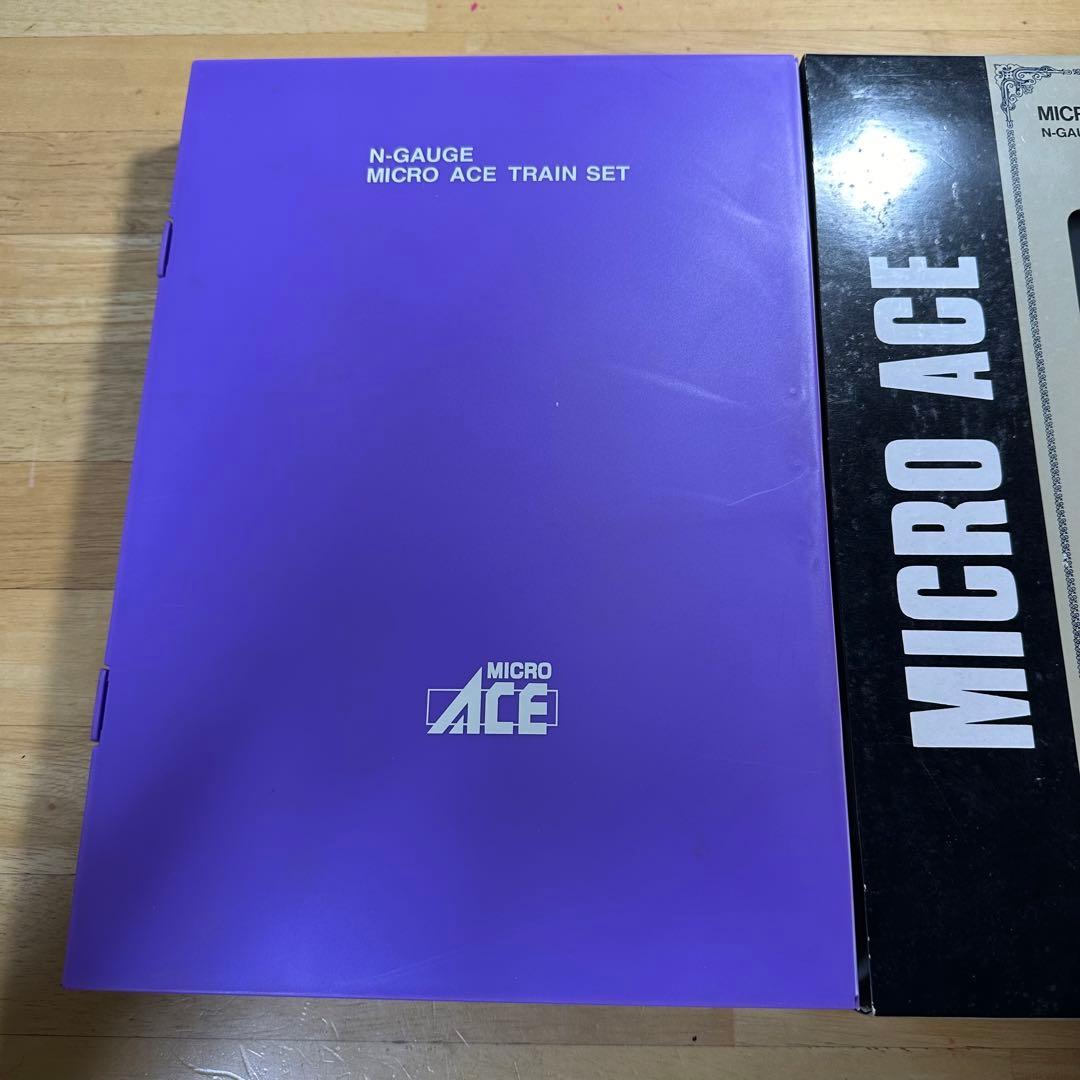 N-GAUGE
MICRO ACE TRAIN SET
MICRO
ACE
MICRO ACE